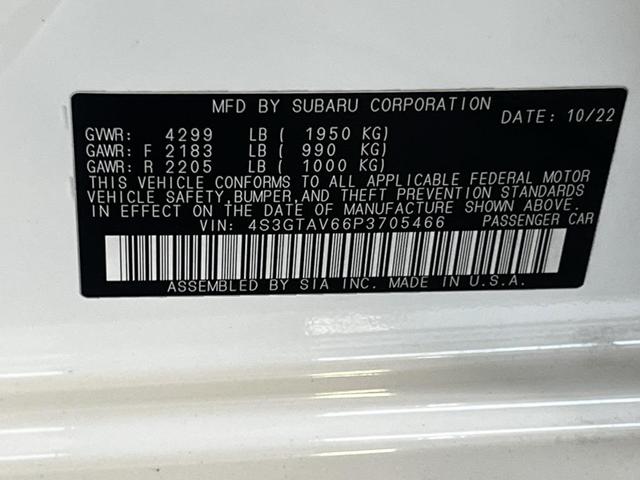 MFD BY SUBARU CORPORATION DATE: 10/22
GVWR: 4299 LB ( 1950 KG)
GAWR: F 2183 LB ( 990 KG)
GAWR: R 2205 LB ( 1000 KG)
THIS VEHICLE CONFORMS TO ALL APPLICABLE FEDERAL MOTOR
VEHICLE SAFETY,BUMPER,AND THEFT PREVENTION STANDARDS
IN EFFECT ON THE DATE OF MANUFACTURE SHOWN ABOVE.
VIN: 4S3GTAV66P3705466 PASSENGER CAR
ASSEMBLED BY SIA INC. MADE IN U.S.A.